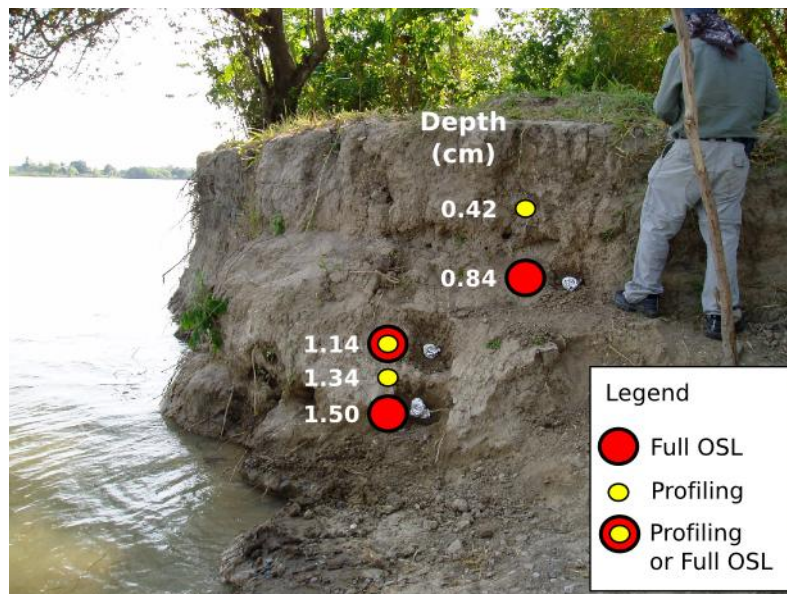 Depth
(cm)
0.42
0.84
1.14
1.34
1.50
Legend
Full OSL
Profiling
Profiling
or Full OSL